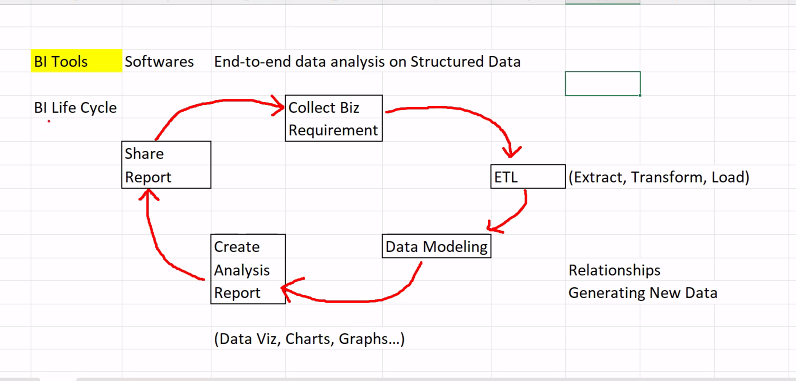 BI Tools Softwares End-to-end data analysis on Structured Data
BI Life Cycle
Collect Biz
Requirement
Share
Report
ETL (Extract, Transform, Load)
Create
Analysis
Report
Data Modeling
Relationships
Generating New Data
(Data Viz, Charts, Graphs...)